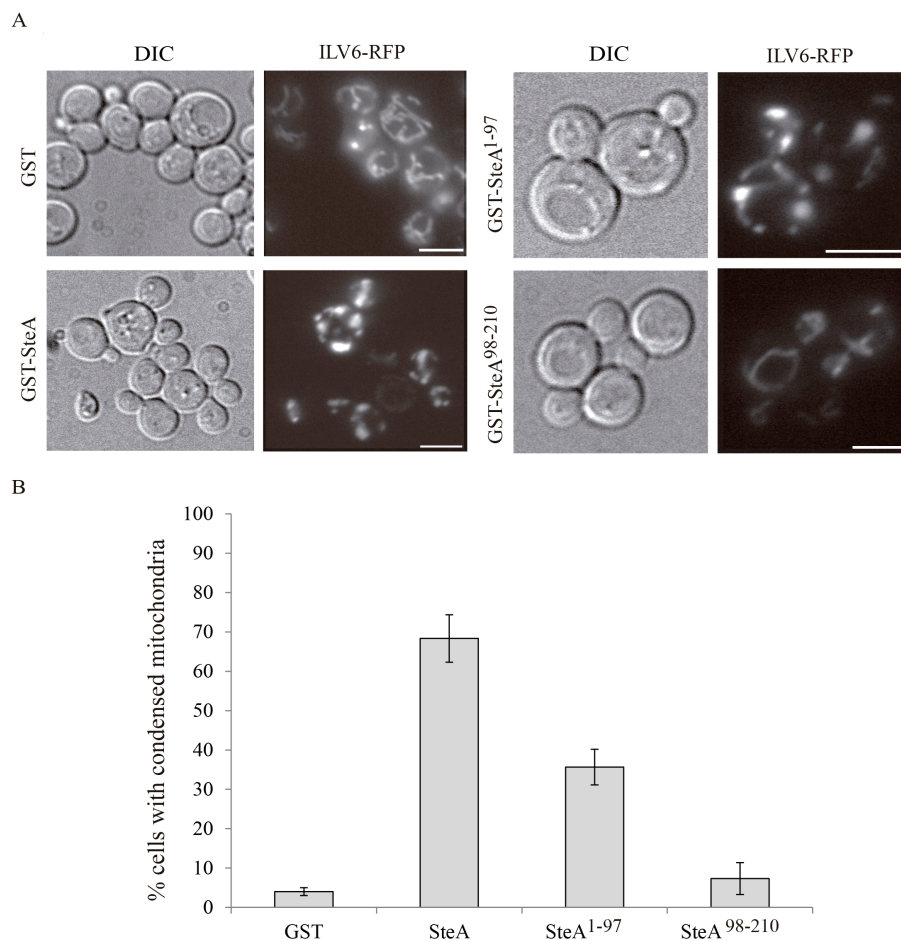 A
DIC
ILV6-RFP
DIC
ILV6-RFP
GST
GST-SteA1-97
GST-SteA
GST-SteA98-210
B
% cells with condensed mitochondria
100
90
80
70
60
50
40
30
20
10
0
GST
SteA
SteA1-97
SteA98-210